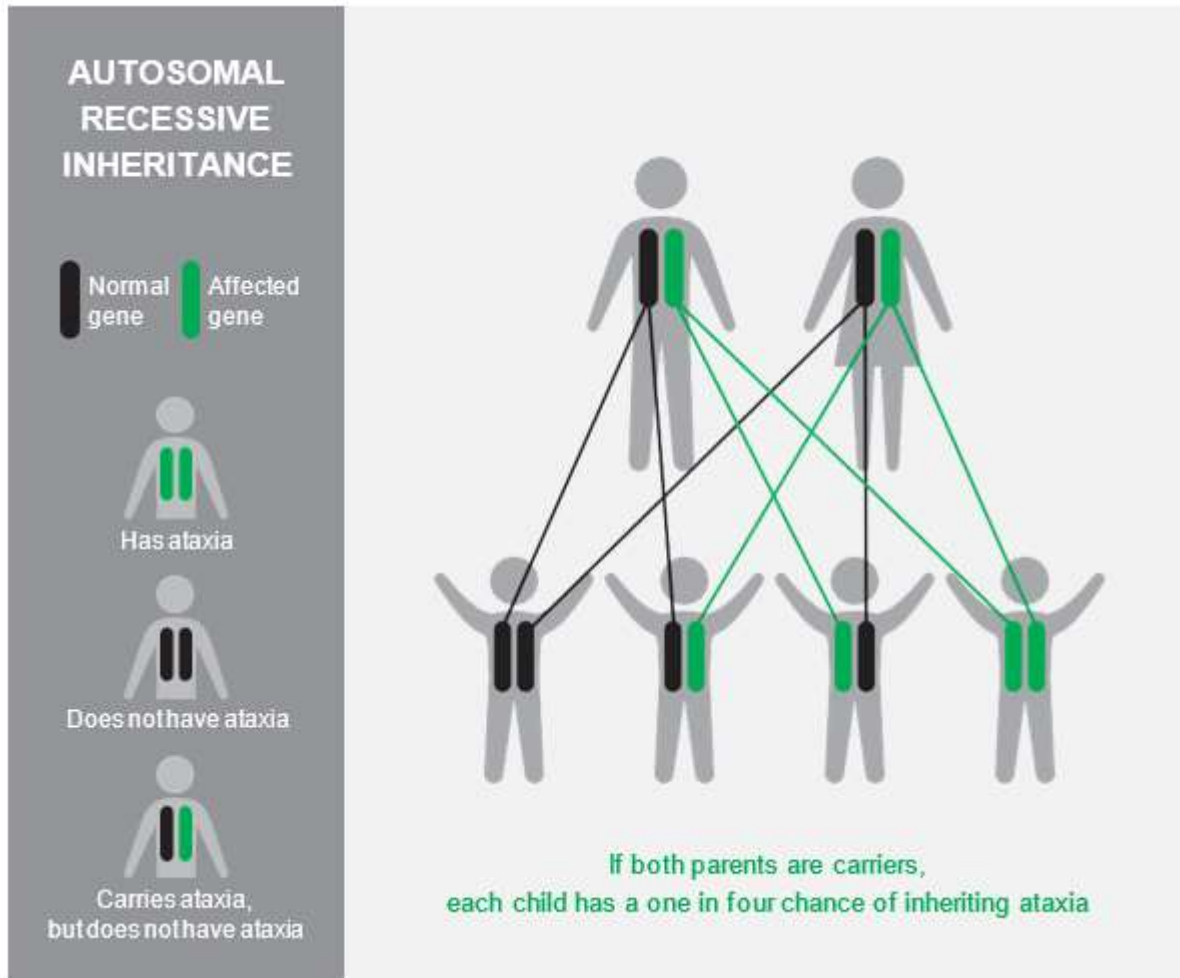 AUTOSOMAL
RECESSIVE
INHERITANCE
Normal
gene
Affected
gene
Has ataxia
Does not have ataxia
Carries ataxia,
but does not have ataxia
If both parents are carriers,
each child has a one in four chance of inheriting ataxia